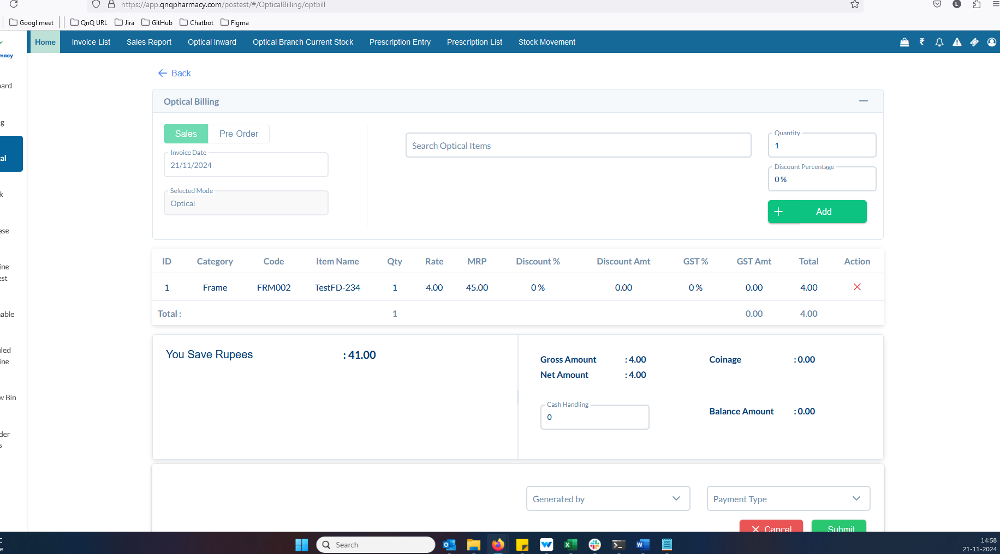 https://app.qnqpharmacy.com/postest/#/OpticalBilling/optbill
L
Googl meet QnQ URL Jira GitHub Chatbot Figma
Home Invoice List Sales Report Optical Inward Optical Branch Current Stock Prescription Entry Prescription List Stock Movement
macy
Back
ard
Optical Billing
g
Sales Pre-Order
Quantity
Search Optical Items
1
Invoice Date
21/11/2024
al
Discount Percentage
0 %
Selected Mode
Optical
k
Add
ase
ID Category Code Item Name Qty Rate MRP Discount % Discount Amt GST % GST Amt Total Action
ine
est
1 Frame FRM002 TestFD-234 1 4.00 45.00 0 % 0.00 0 % 0.00 4.00
Total : 1 0.00 4.00
able
You Save Rupees : 41.00
led
ine
Gross Amount : 4.00 Coinage : 0.00
Net Amount : 4.00
w Bin
Cash Handling
0
Balance Amount : 0.00
der
s
Generated by Payment Type
Cancel Submit
C
e
Search
14:58
21-11-2024